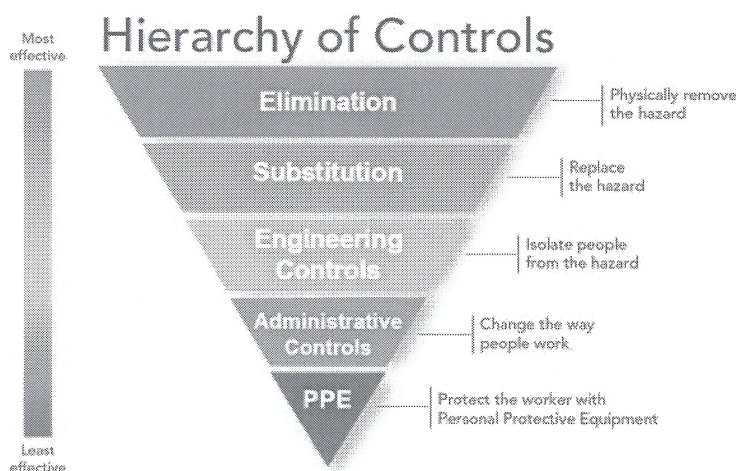 Hierarchy of Controls
Most
effective
Elimination
Physically remove
the hazard
Substitution
Replace
the hazard
Engineering
Controls
Isolate people
from the hazard
Administrative
Controls
Change the way
people work
PPE
Protect the worker with
Personal Protective Equipment
Least
effective